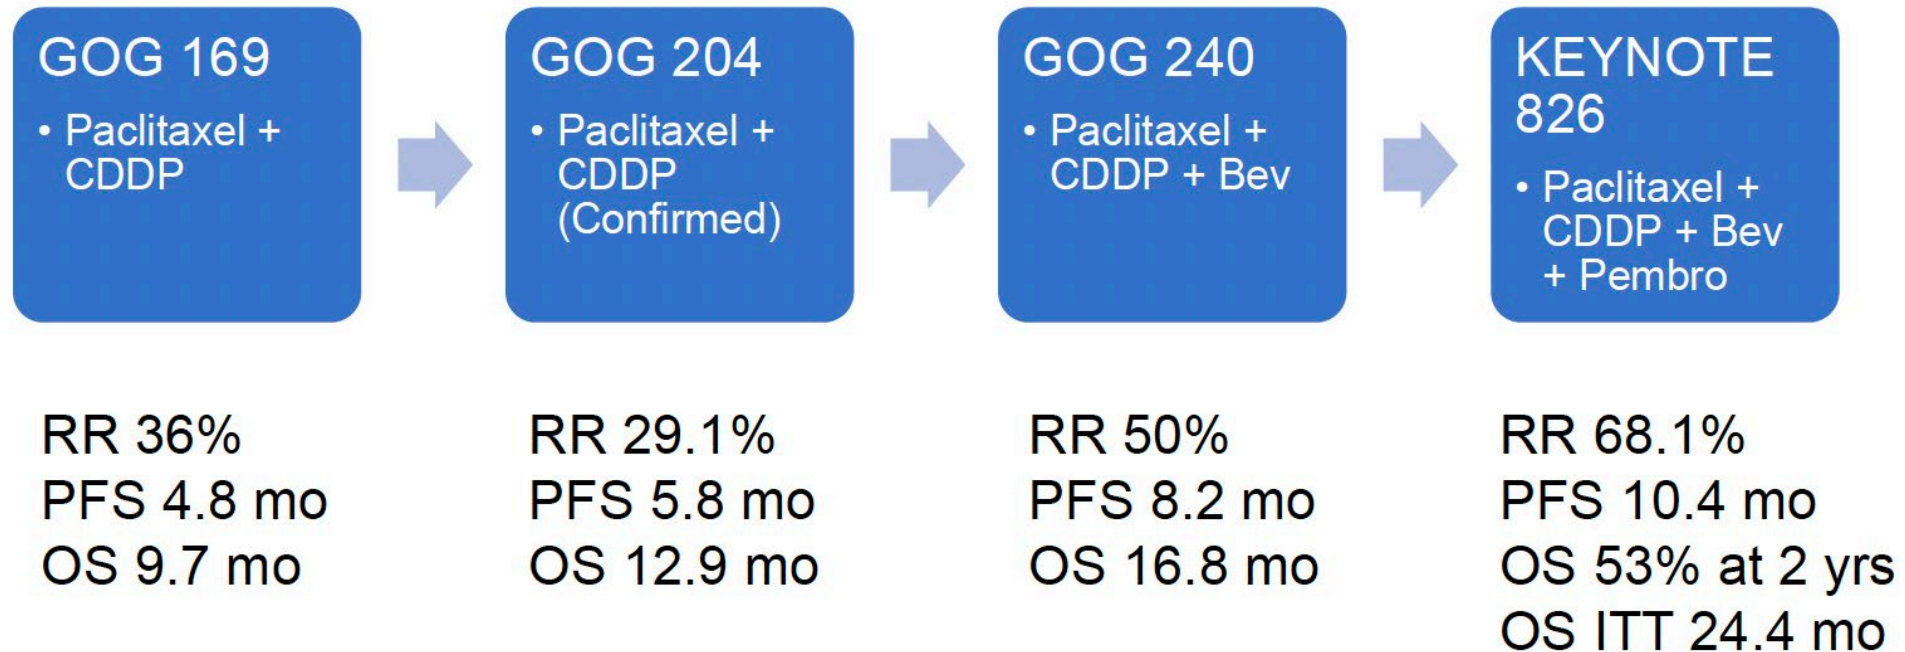 GOG 169
• Paclitaxel +
CDDP
GOG 204
• Paclitaxel +
CDDP
(Confirmed)
GOG 240
• Paclitaxel +
CDDP + Bev
KEYNOTE
826
• Paclitaxel +
CDDP + Bev
+ Pembro
RR 36%
PFS 4.8 mo
OS 9.7 mo
RR 29.1%
PFS 5.8 mo
OS 12.9 mo
RR 50%
PFS 8.2 mo
OS 16.8 mo
RR 68.1%
PFS 10.4 mo
OS 53% at 2 yrs
OS ITT 24.4 mo